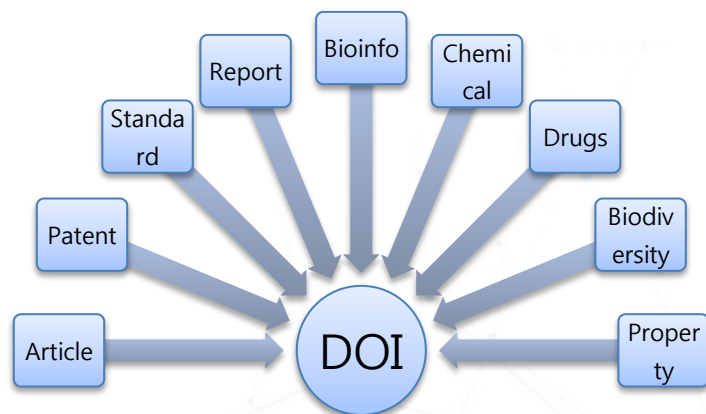 Bioinfo
Report
Chemi
cal
Standa
rd
Drugs
Patent
Biodiv
ersity
Article
DOI
Proper
ty